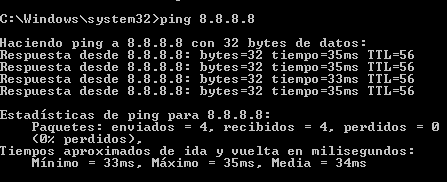 C:\Windows\system32>ping 8.8.8.8
Haciendo ping a 8.8.8.8 con 32 bytes de datos:
Respuesta desde 8.8.8.8: bytes=32 tiempo=35ms TTL=56
Respuesta desde 8.8.8.8: bytes=32 tiempo=35ms TTL=56
Respuesta desde 8.8.8.8: bytes=32 tiempo=33ms TTL=56
Respuesta desde 8.8.8.8: bytes=32 tiempo=35ms TTL=56
Estadísticas de ping para 8.8.8.8:
Paquetes: enviados = 4, recibidos = 4, perdidos = 0
(0% perdidos),
Tiempos aproximados de ida y vuelta en milisegundos:
Mínimo = 33ms, Máximo = 35ms, Media = 34ms